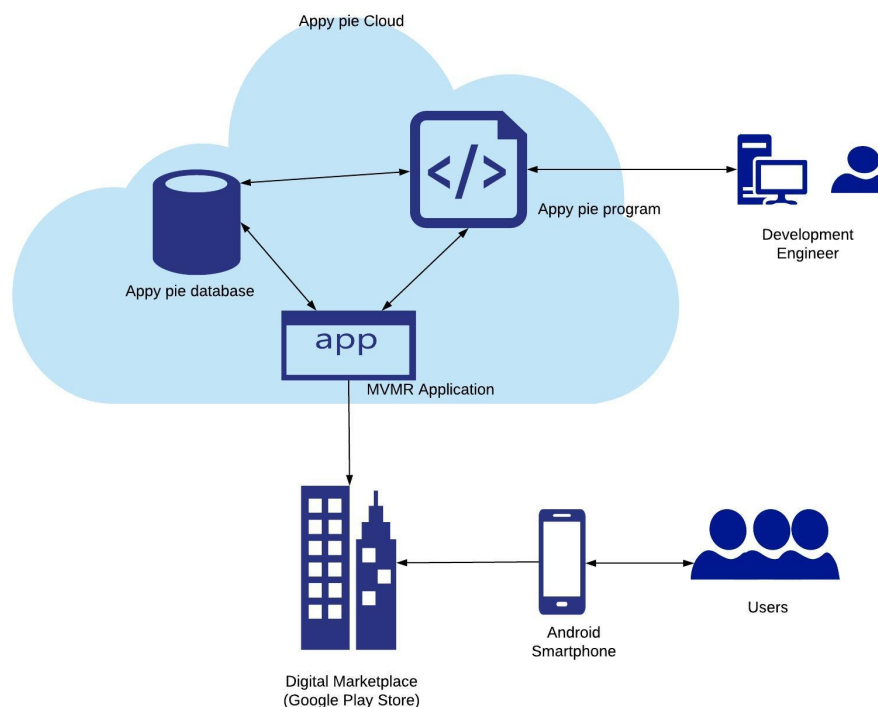 Appy pie Cloud
</>
Appy pie program
Development
Engineer
Appy pie database
app
MVMR Application
Android
Smartphone
Users
Digital Marketplace
(Google Play Store)